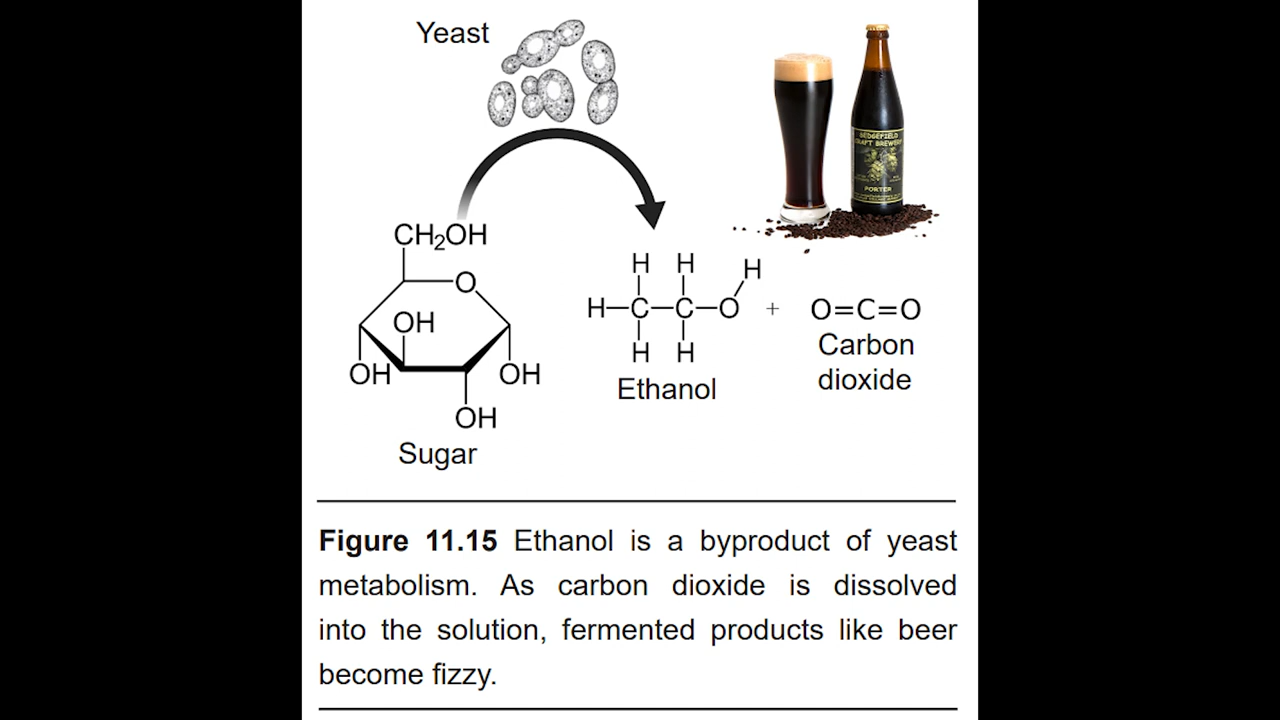 Yeast
SEDGEFIELD
CRAFT BREWERY
PORTER
CH₂OH
O
OH
OH
OH
OH
Sugar
H H H
H–C–C–O
H H
Ethanol
+
O=C=O
Carbon
dioxide
Figure 11.15 Ethanol is a byproduct of yeast
metabolism. As carbon dioxide is dissolved
into the solution, fermented products like beer
become fizzy.